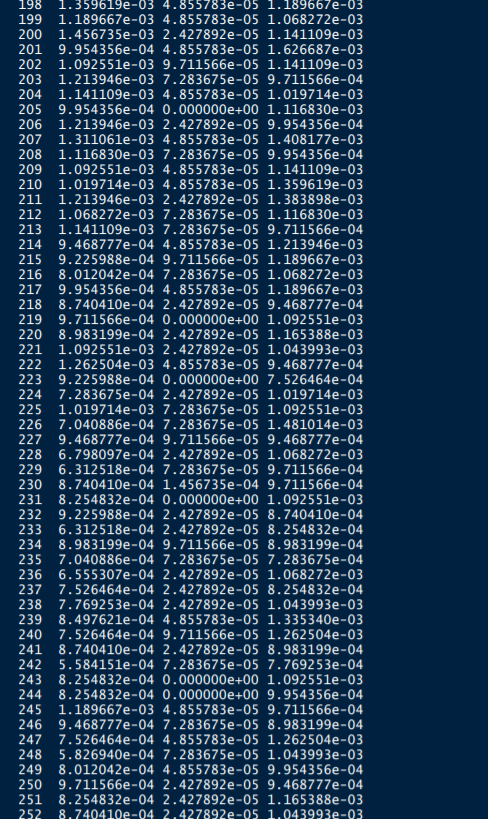 198 1.359619e-03 4.855783e-05 1.189667e-03
199 1.189667e-03 4.855783e-05 1.068272e-03
200 1.456735e-03 2.427892e-05 1.141109e-03
201 9.954356e-04 4.855783e-05 1.626687e-03
202 1.092551e-03 9.711566e-05 1.141109e-03
203 1.213946e-03 7.283675e-05 9.711566e-04
204 1.141109e-03 4.855783e-05 1.019714e-03
205 9.954356e-04 0.000000e+00 1.116830e-03
206 1.213946e-03 2.427892e-05 9.954356e-04
207 1.311061e-03 4.855783e-05 1.408177e-03
208 1.116830e-03 7.283675e-05 9.954356e-04
209 1.092551e-03 4.855783e-05 1.141109e-03
210 1.019714e-03 4.855783e-05 1.359619e-03
211 1.213946e-03 2.427892e-05 1.383898e-03
212 1.068272e-03 7.283675e-05 1.116830e-03
213 1.141109e-03 7.283675e-05 9.711566e-04
214 9.468777e-04 4.855783e-05 1.213946e-03
215 9.225988e-04 9.711566e-05 1.189667e-03
216 8.012042e-04 7.283675e-05 1.068272e-03
217 9.954356e-04 4.855783e-05 1.189667e-03
218 8.740410e-04 2.427892e-05 9.468777e-04
219 9.711566e-04 0.000000e+00 1.092551e-03
220 8.983199e-04 2.427892e-05 1.165388e-03
221 1.092551e-03 2.427892e-05 1.043993e-03
222 1.262504e-03 4.855783e-05 9.468777e-04
223 9.225988e-04 0.000000e+00 7.526464e-04
224 7.283675e-04 2.427892e-05 1.019714e-03
225 1.019714e-03 7.283675e-05 1.092551e-03
226 7.040886e-04 7.283675e-05 1.481014e-03
227 9.468777e-04 9.711566e-05 9.468777e-04
228 6.798097e-04 2.427892e-05 1.068272e-03
229 6.312518e-04 7.283675e-05 9.711566e-04
230 8.740410e-04 1.456735e-04 9.711566e-04
231 8.254832e-04 0.000000e+00 1.092551e-03
232 9.225988e-04 2.427892e-05 8.740410e-04
233 6.312518e-04 2.427892e-05 8.254832e-04
234 8.983199e-04 9.711566e-05 8.983199e-04
235 7.040886e-04 7.283675e-05 7.283675e-04
236 6.555307e-04 2.427892e-05 1.068272e-03
237 7.526464e-04 2.427892e-05 8.254832e-04
238 7.769253e-04 2.427892e-05 1.043993e-03
239 8.497621e-04 4.855783e-05 1.335340e-03
240 7.526464e-04 9.711566e-05 1.262504e-03
241 8.740410e-04 2.427892e-05 8.983199e-04
242 5.584151e-04 7.283675e-05 7.769253e-04
243 8.254832e-04 0.000000e+00 1.092551e-03
244 8.254832e-04 0.000000e+00 9.954356e-04
245 1.189667e-03 4.855783e-05 9.711566e-04
246 9.468777e-04 7.283675e-05 8.983199e-04
247 7.526464e-04 4.855783e-05 1.262504e-03
248 5.826940e-04 7.283675e-05 1.043993e-03
249 8.012042e-04 4.855783e-05 9.954356e-04
250 9.711566e-04 2.427892e-05 9.468777e-04
251 8.254832e-04 2.427892e-05 1.165388e-03
252 8.740410e-04 2.427892e-05 1.043993e-03